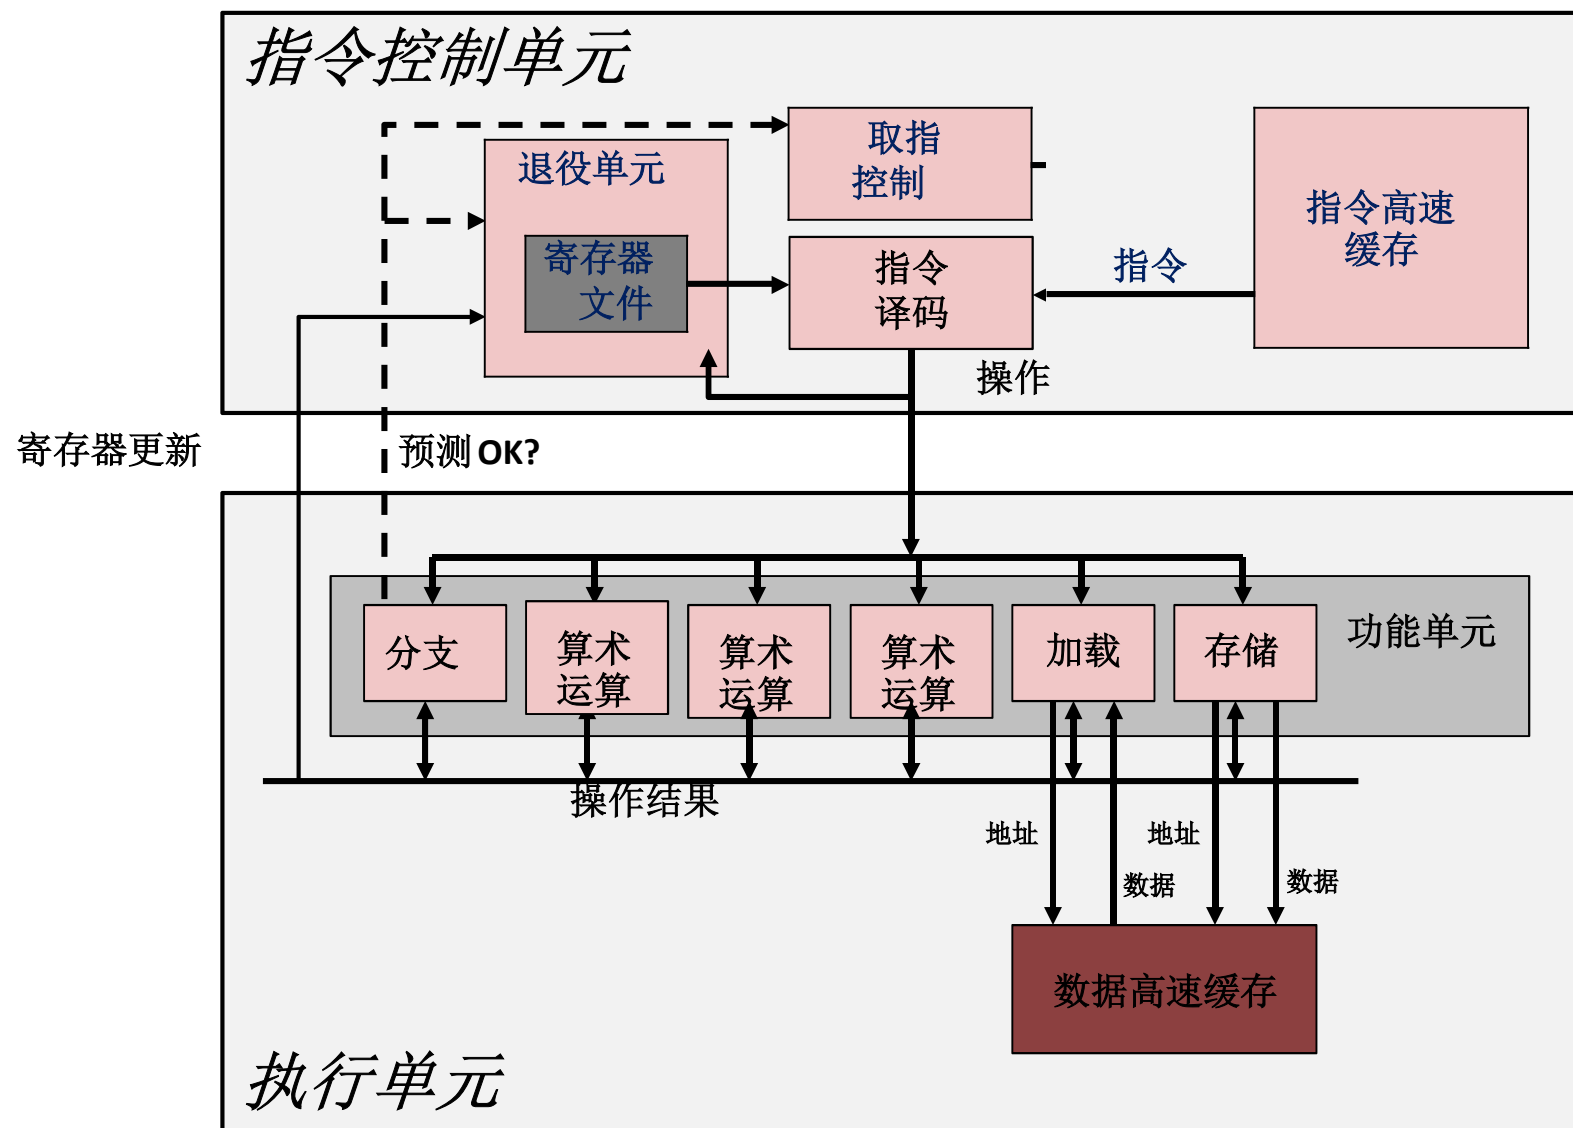 指令控制单元
取指
控制
退役单元
指令高速
缓存
寄存器
文件
指令
译码
指令
操作
寄存器更新
预测 OK?
功能单元
分支
算术
运算
算术
运算
算术
运算
加载
存储
操作结果
地址
地址
数据
数据
数据高速缓存
执行单元